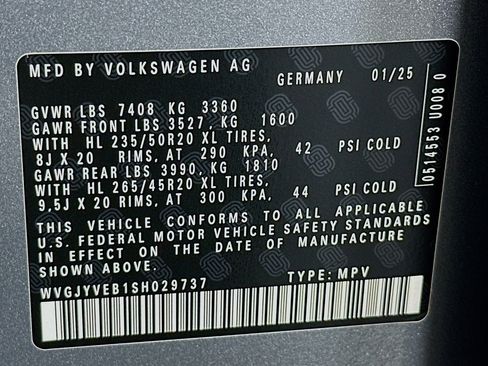 MFD BY VOLKSWAGEN AG
GERMANY 01/25
GVWR LBS 7408 KG 3360
GAWR FRONT LBS 3527, KG 1600
WITH HL 235/50R20 XL TIRES,
8J X 20 RIMS, AT 290 KPA, 42 PSI COLD
GAWR REAR LBS 3990, KG 1810
WITH HL 265/45R20 XL TIRES,
9.5J X 20 RIMS, AT 300 KPA, 44 PSI COLD
THIS VEHICLE CONFORMS TO ALL APPLICABLE
U.S. FEDERAL MOTOR VEHICLE SAFETY STANDARDS
IN EFFECT ON THE DATE OF MANUFACTURE
SHOWN ABOVE.
WVGJYVEB1SH029737 TYPE: MPV
0514553 U008 0